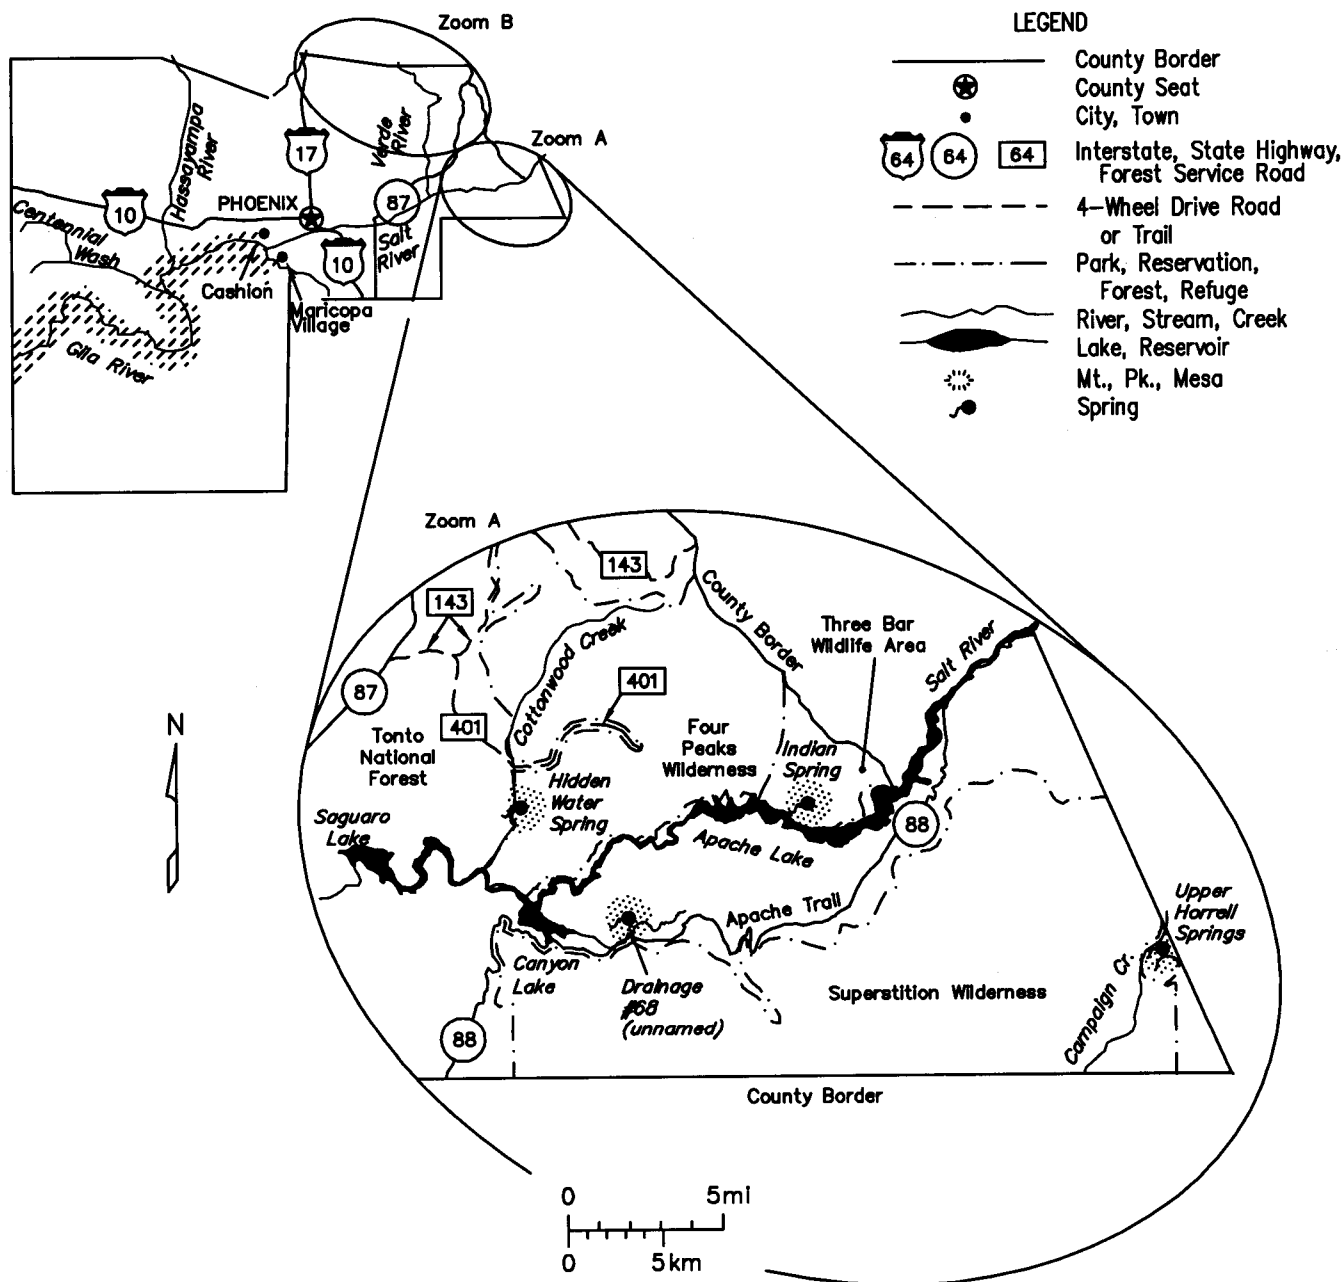 Zoom B
LEGEND
County Border
County Seat
City, Town
64 64 64 Interstate, State Highway,
Forest Service Road
4-Wheel Drive Road
or Trail
Park, Reservation,
Forest, Refuge
River, Stream, Creek
Lake, Reservoir
Mt., Pk., Mesa
Spring
Hassayampa
River
Verde
River
Zoom A
17
87
PHOENIX
10
Centennial
Wash
Salt
River
10
Cashion
Maricopa
Village
Gila River
Zoom A
143
143
County Border
Three Bar
Wildlife Area
Salt River
Cottonwood Creek
87
401
401
Tonto
National
Forest
Four
Peaks
Wilderness
Indian
Spring
N
Hidden
Water
Spring
Saguaro
Lake
88
Apache Lake
Apache Trail
Upper
Horrell
Springs
Canyon
Lake
Drainage
#68
(unnamed)
Superstition Wilderness
Campaign Cr.
88
County Border
0 5mi
0 5km